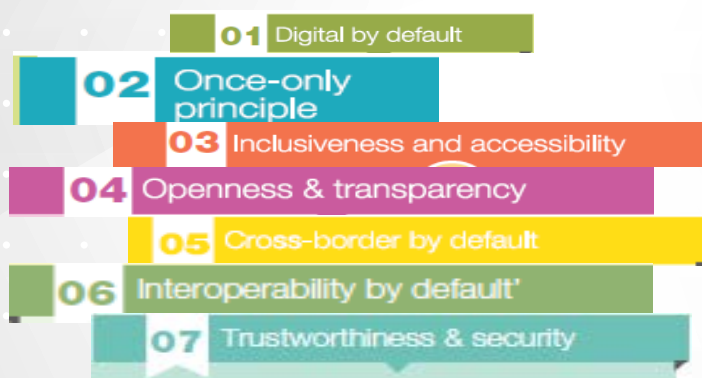 01 Digital by default
02 Once-only
principle
03 Inclusiveness and accessibility
04 Openness & transparency
05 Cross-border by default
06 Interoperability by default'
07 Trustworthiness & security